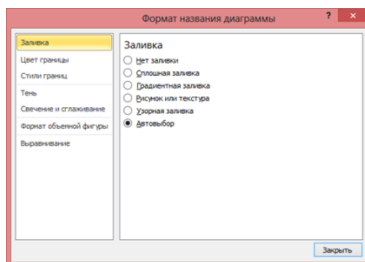 Формат названия диаграммы
?
×
Заливка
Цвет границы
Стили границ
Тень
Свечение и сглаживание
Формат объемной фигуры
Выравнивание
Заливка
Нет заливки
Сплошная заливка
Градиентная заливка
Рисунок или текстура
Узорная заливка
Автовыбор
Закрыть